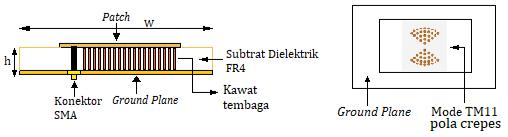 Patch
W
h
Subtrat Dielektrik
FR4
Kawat
tembaga
Konektor
SMA
Ground Plane
Ground Plane
Mode TM11
pola crepes